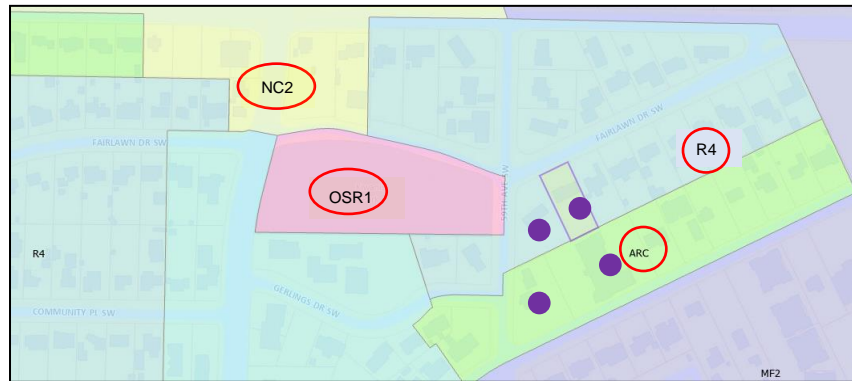 NC2
FAIRLAWN DR SW
FAIRLAWN DR SW
R4
OSR1
R4
ARC
GERLINGS DR SW
COMMUNITY PL SW
MF2